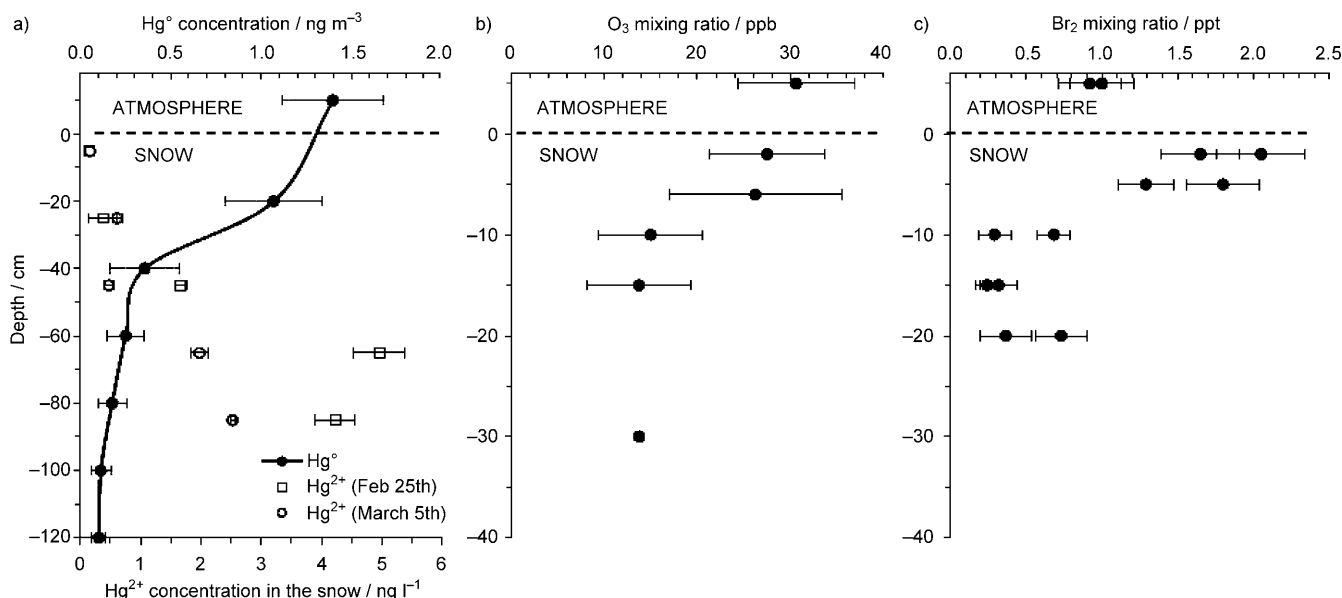 a)
Hg° concentration / ng m⁻³
0.0 0.5 1.0 1.5 2.0
ATMOSPHERE
SNOW
Depth / cm
0
−20
−40
−60
−80
−100
−120
Hg°
Hg²⁺ (Feb 25th)
Hg²⁺ (March 5th)
0 1 2 3 4 5 6
Hg²⁺ concentration in the snow / ng l⁻¹
b)
O₃ mixing ratio / ppb
0 10 20 30 40
ATMOSPHERE
SNOW
0
−10
−20
−30
−40
c)
Br₂ mixing ratio / ppt
0.0 0.5 1.0 1.5 2.0 2.5
ATMOSPHERE
SNOW
0
−10
−20
−30
−40